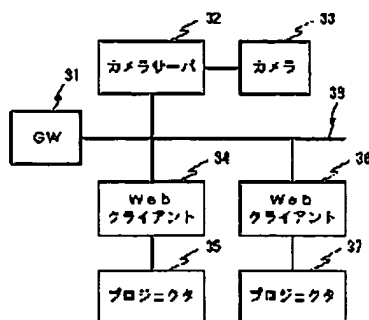 32
33
カメラサーバ
カメラ
31
GW
39
34
36
Web
クライアント
Web
クライアント
35
37
プロジェクタ
プロジェクタ